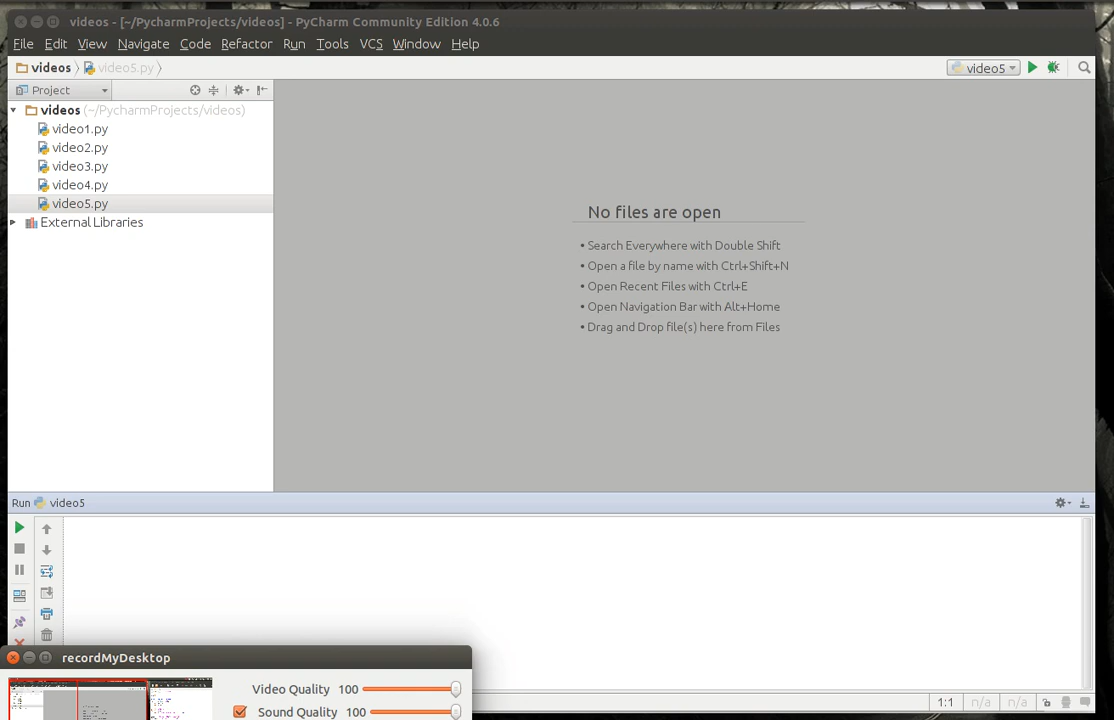 videos - [~/PycharmProjects/videos] - PyCharm Community Edition 4.0.6
File Edit View Navigate Code Refactor Run Tools VCS Window Help
videos video5.py video5
Project
videos (~/PycharmProjects/videos)
video1.py
video2.py
video3.py
video4.py
video5.py
External Libraries
No files are open
• Search Everywhere with Double Shift
• Open a file by name with Ctrl+Shift+N
• Open Recent Files with Ctrl+E
• Open Navigation Bar with Alt+Home
• Drag and Drop file(s) here from Files
Run video5
recordMyDesktop
Video Quality 100
Sound Quality 100
1:1 n/a n/a